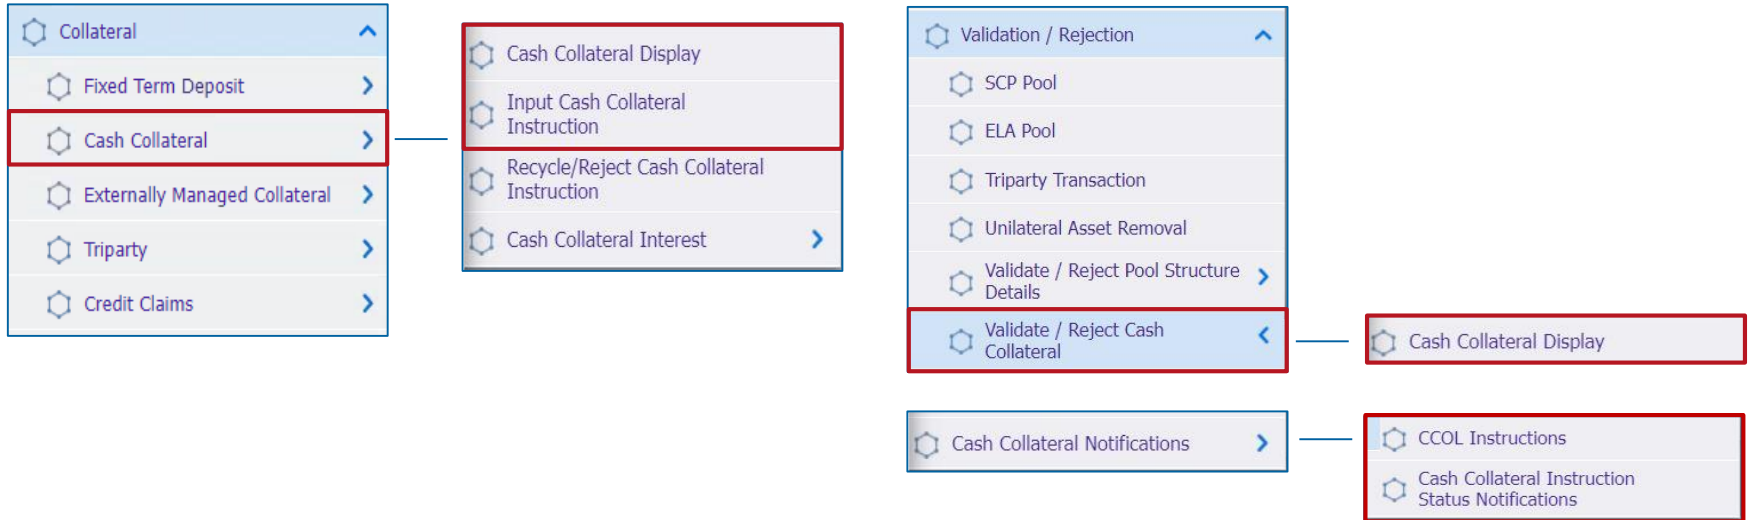 Collateral
Fixed Term Deposit
Cash Collateral
Externally Managed Collateral
Triparty
Credit Claims
Cash Collateral Display
Input Cash Collateral
Instruction
Recycle/Reject Cash Collateral
Instruction
Cash Collateral Interest
Validation / Rejection
SCP Pool
ELA Pool
Triparty Transaction
Unilateral Asset Removal
Validate / Reject Pool Structure
Details
Validate / Reject Cash
Collateral
Cash Collateral Display
Cash Collateral Notifications
CCOL Instructions
Cash Collateral Instruction
Status Notifications